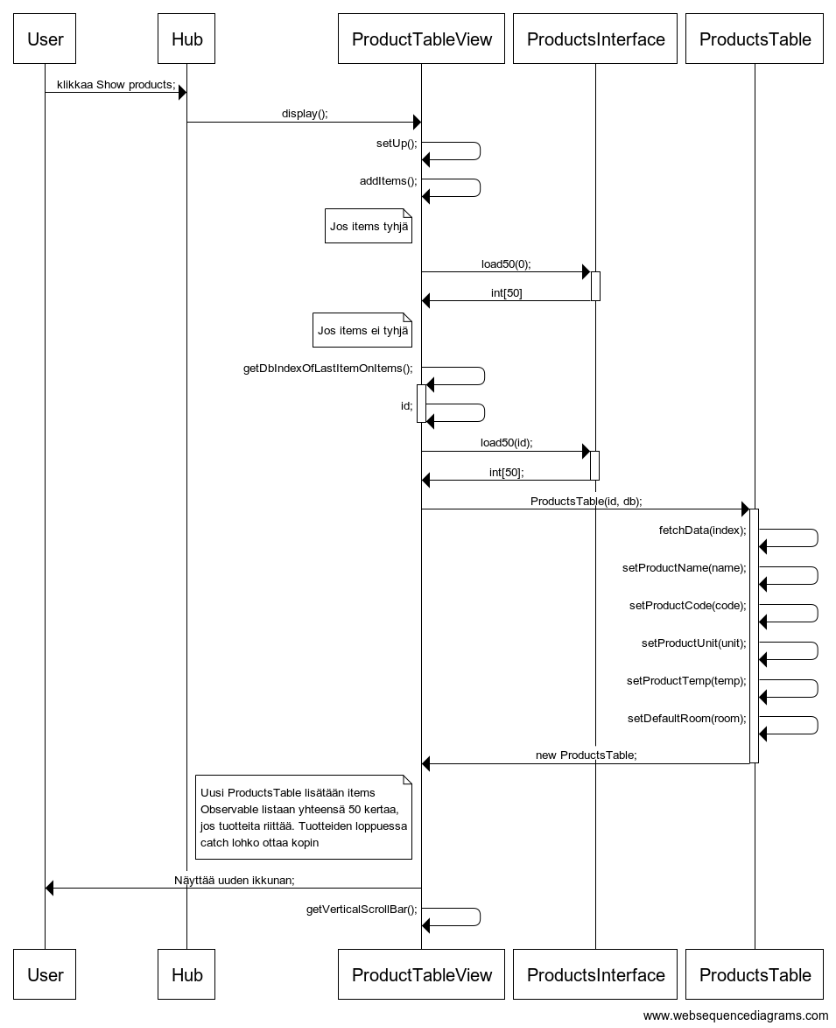 User
Hub
ProductTableView
ProductsInterface
ProductsTable
klikkaa Show products;
display();
setUp();
addItems();
Jos items tyhjä
load50(0);
int[50]
Jos items ei tyhjä
getDbIndexOfLastItemOnItems();
id;
load50(id);
int[50];
ProductsTable(id, db);
fetchData(index);
setProductName(name);
setProductCode(code);
setProductUnit(unit);
setProductTemp(temp);
setDefaultRoom(room);
new ProductsTable;
Uusi ProductsTable lisätään items
Observable listaan yhteensä 50 kertaa,
jos tuotteita riittää. Tuotteiden loppuessa
catch lohko ottaa kopin
Näyttää uuden ikkunan;
getVerticalScrollBar();
User
Hub
ProductTableView
ProductsInterface
ProductsTable
www.websequencediagrams.com